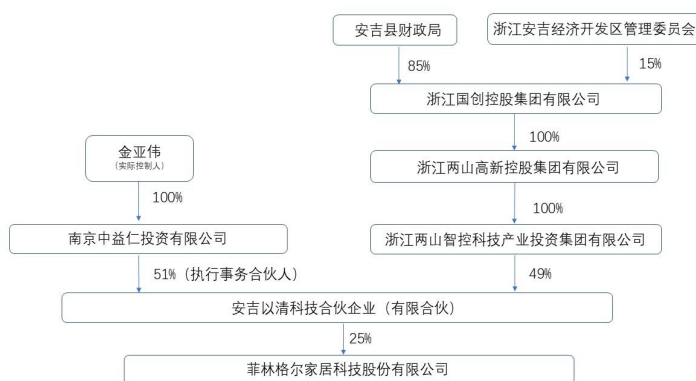 安吉县财政局
浙江安吉经济开发区管理委员会
85%
15%
浙江国创控股集团有限公司
100%
金亚伟
（实际控制人）
浙江两山高新控股集团有限公司
100%
100%
南京中益仁投资有限公司
浙江两山智控科技产业投资集团有限公司
51%（执行事务合伙人）
49%
安吉以清科技合伙企业（有限合伙）
25%
菲林格尔家居科技股份有限公司